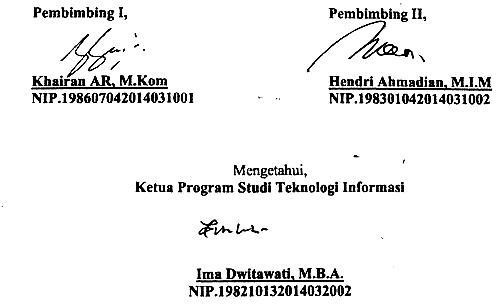 Pembimbing I, Pembimbing II,
Khairan AR, M.Kom Hendri Ahmadian, M.I.M
NIP.198607042014031001 NIP.198301042014031002
Mengetahui,
Ketua Program Studi Teknologi Informasi
Ima Dwitawati, M.B.A.
NIP.198210132014032002